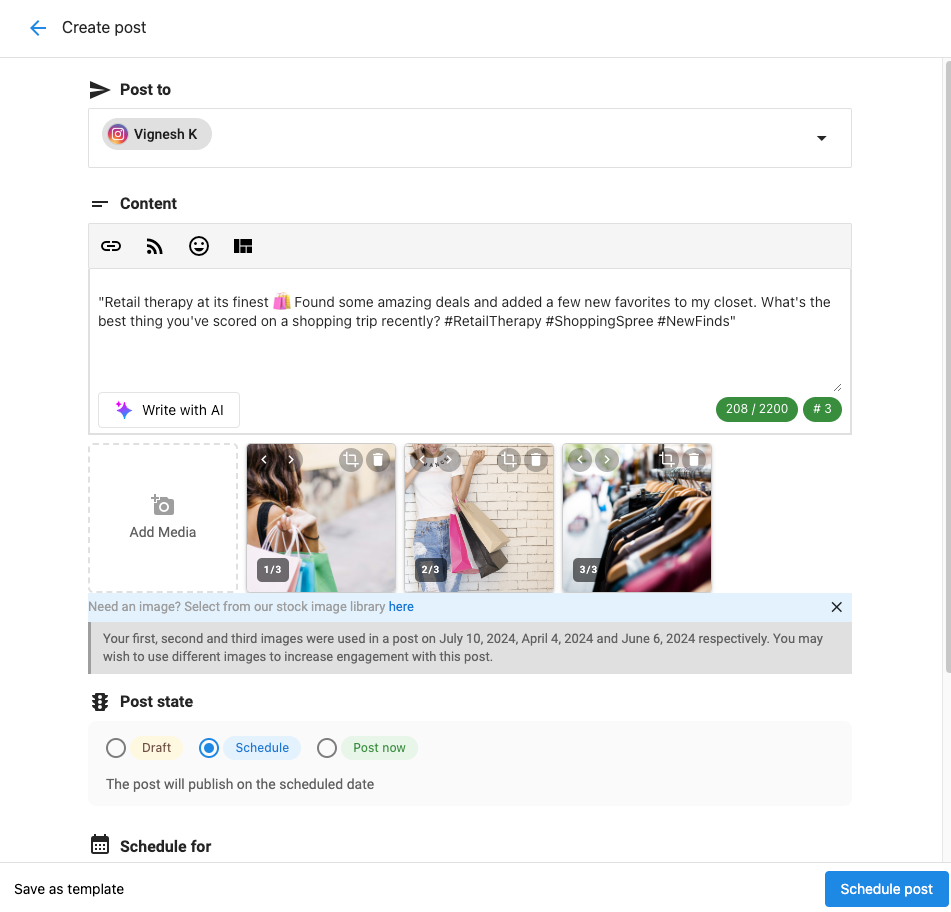 Create post
Post to
Vignesh K
Content
"Retail therapy at its finest 🛍️ Found some amazing deals and added a few new favorites to my closet. What's the
best thing you've scored on a shopping trip recently? #RetailTherapy #ShoppingSpree #NewFinds"
Write with AI
208 / 2200
# 3
Add Media
1/3
2/3
3/3
Need an image? Select from our stock image library here
Your first, second and third images were used in a post on July 10, 2024, April 4, 2024 and June 6, 2024 respectively. You may
wish to use different images to increase engagement with this post.
Post state
Draft
Schedule
Post now
The post will publish on the scheduled date
Schedule for
Save as template
Schedule post